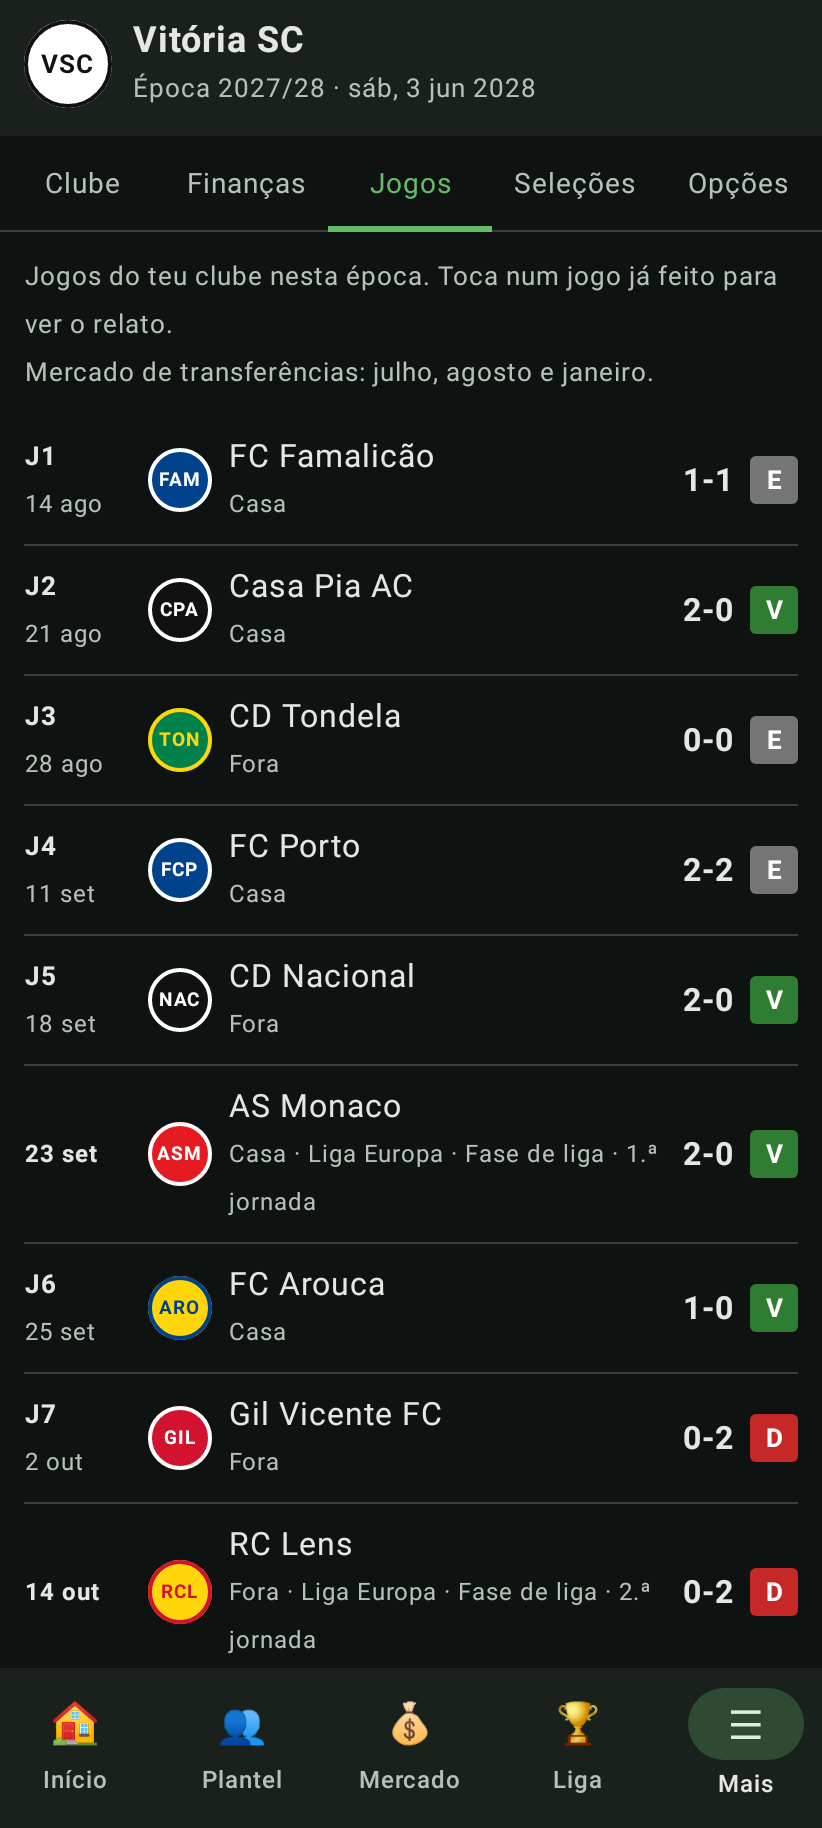 VSC
Vitória SC
Época 2027/28 · sáb, 3 jun 2028
Clube Finanças Jogos Seleções Opções
Jogos do teu clube nesta época. Toca num jogo já feito para
ver o relato.
Mercado de transferências: julho, agosto e janeiro.
J1
14 ago
FAM
FC Famalicão
Casa
1-1 E
J2
21 ago
CPA
Casa Pia AC
Casa
2-0 V
J3
28 ago
TON
CD Tondela
Fora
0-0 E
J4
11 set
FCP
FC Porto
Casa
2-2 E
J5
18 set
NAC
CD Nacional
Fora
2-0 V
23 set
ASM
AS Monaco
Casa · Liga Europa · Fase de liga · 1.ª
jornada
2-0 V
J6
25 set
ARO
FC Arouca
Casa
1-0 V
J7
2 out
GIL
Gil Vicente FC
Fora
0-2 D
14 out
RCL
RC Lens
Fora · Liga Europa · Fase de liga · 2.ª
jornada
0-2 D
Início Plantel Mercado Liga Mais